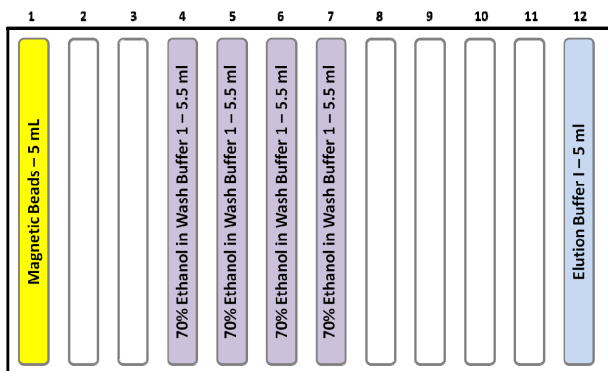 1 2 3 4 5 6 7 8 9 10 11 12
Magnetic Beads – 5 mL
70% Ethanol in Wash Buffer 1 – 5.5 ml
70% Ethanol in Wash Buffer 1 – 5.5 ml
70% Ethanol in Wash Buffer 1 – 5.5 ml
70% Ethanol in Wash Buffer 1 – 5.5 ml
Elution Buffer I – 5 ml